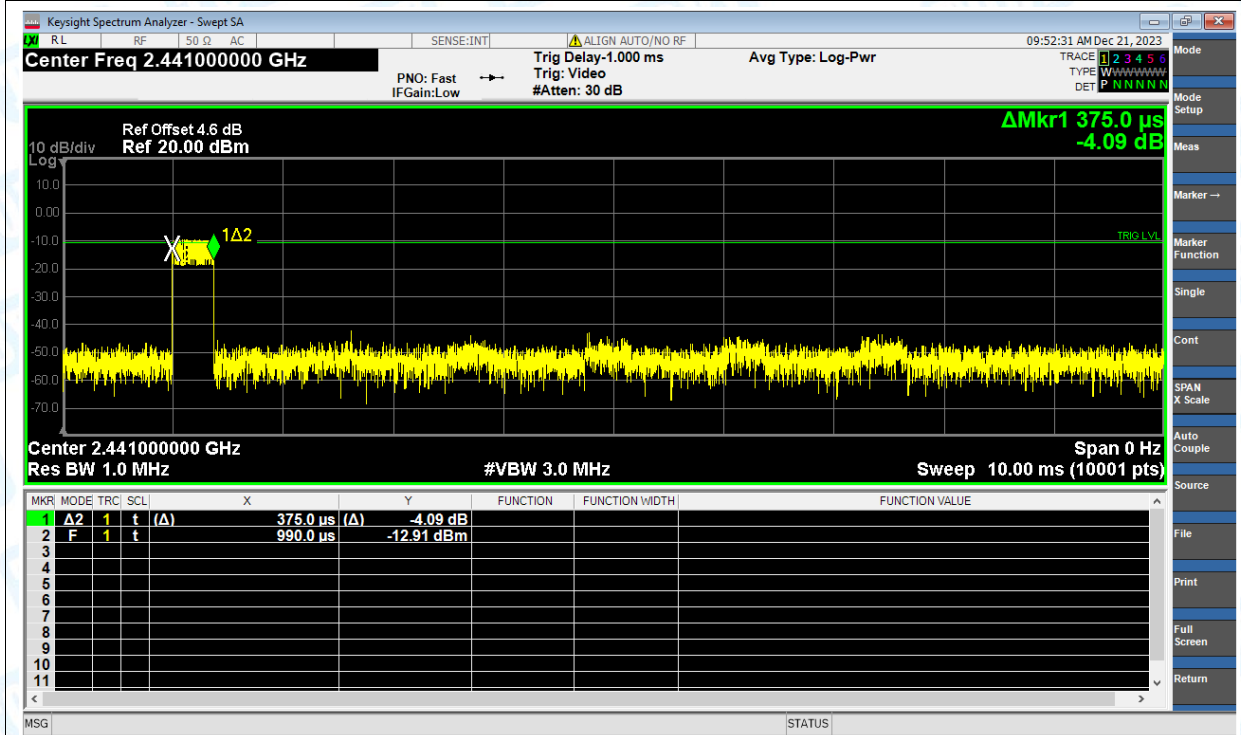 Keysight Spectrum Analyzer - Swept SA
LXI RL RF 50 Ω AC SENSE:INT ALIGN AUTO/NO RF 09:52:31 AM Dec 21, 2023
Center Freq 2.441000000 GHz
PNO: Fast
IFGain:Low
Trig Delay-1.000 ms
Trig: Video
#Atten: 30 dB
Avg Type: Log-Pwr
TRACE 1 2 3 4 5 6
TYPE WWWWWWW
DET P N N N N N
ΔMkr1 375.0 µs
-4.09 dB
Ref Offset 4.6 dB
10 dB/div Ref 20.00 dBm
Log
10.0
0.00
-10.0
-20.0
-30.0
-40.0
-50.0
-60.0
-70.0
X
1Δ2
TRIG LVL
Center 2.441000000 GHz Span 0 Hz
Res BW 1.0 MHz #VBW 3.0 MHz Sweep 10.00 ms (10001 pts)
MKR MODE TRC SCL X Y FUNCTION FUNCTION WIDTH FUNCTION VALUE
1 Δ2 1 t (Δ) 375.0 µs (Δ) -4.09 dB
2 F 1 t 990.0 µs -12.91 dBm
3
4
5
6
7
8
9
10
11
MSG STATUS
Mode
Mode
Setup
Meas
Marker →
Marker
Function
Single
Cont
SPAN
X Scale
Auto
Couple
Source
File
Print
Full
Screen
Return